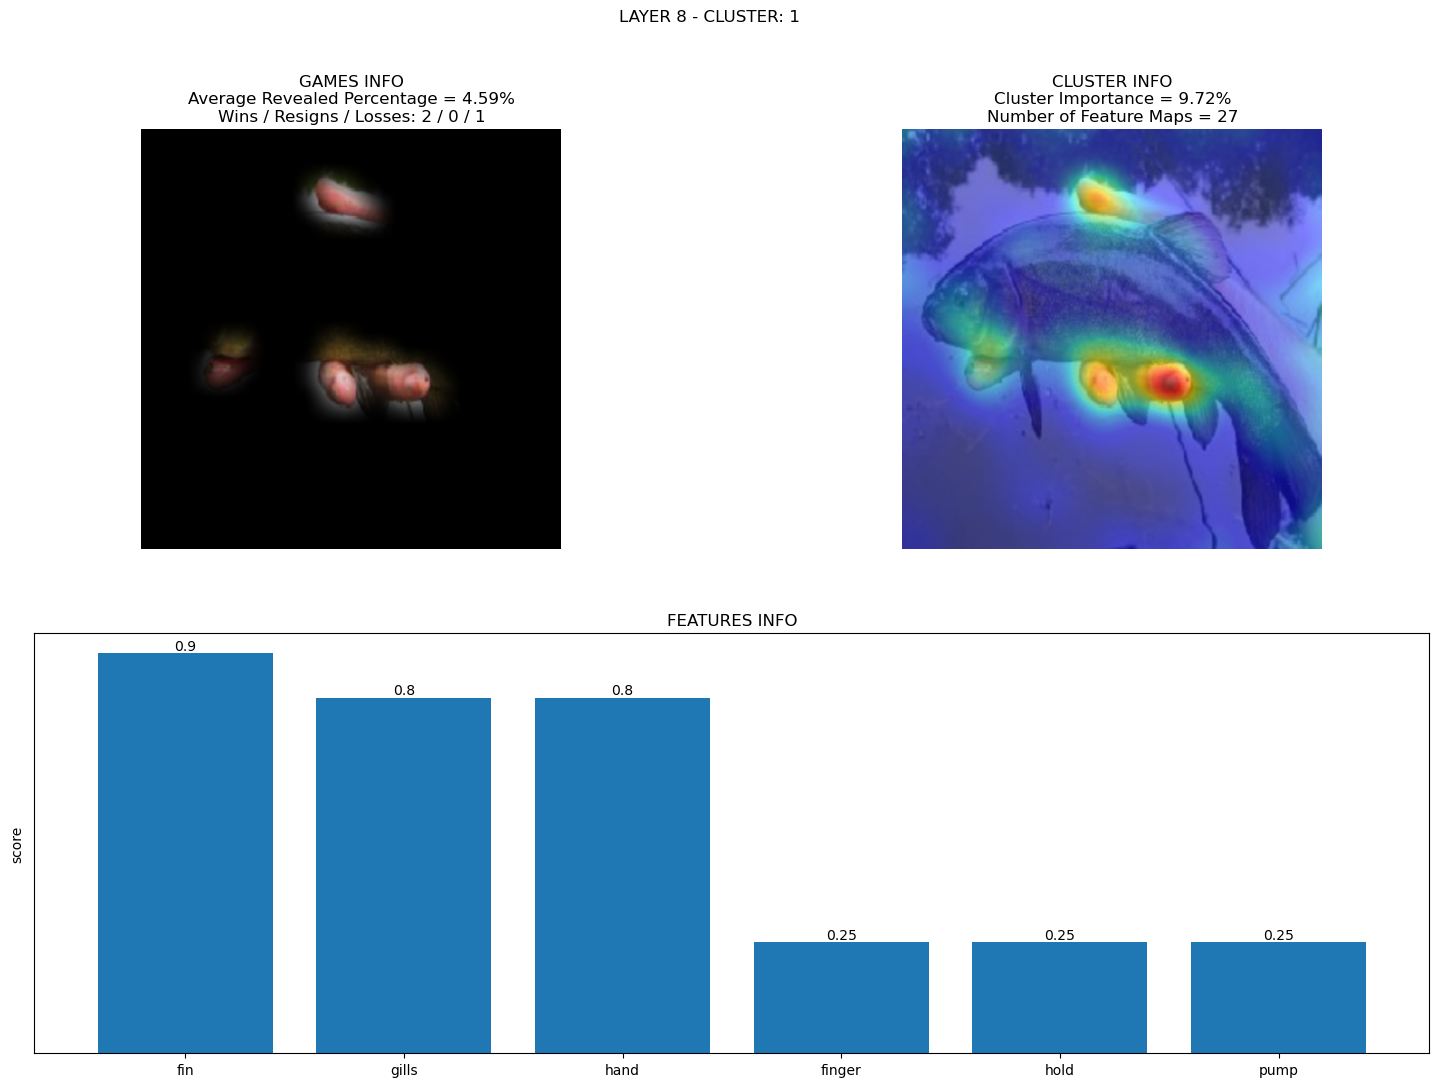 LAYER 8 - CLUSTER: 1
GAMES INFO
Average Revealed Percentage = 4.59%
Wins / Resigns / Losses: 2 / 0 / 1
CLUSTER INFO
Cluster Importance = 9.72%
Number of Feature Maps = 27
FEATURES INFO
score
0.9
0.8
0.8
0.25
0.25
0.25
fin
gills
hand
finger
hold
pump